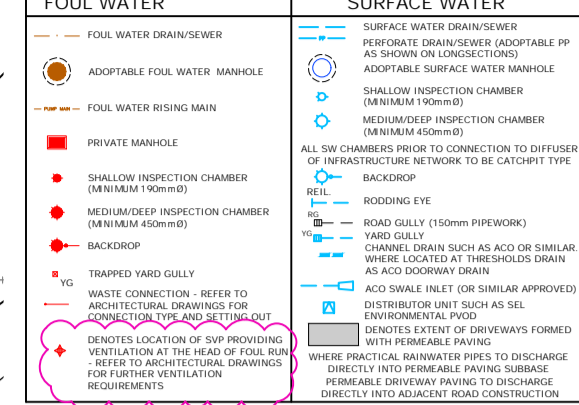 FOUL WATER
FOUL WATER DRAIN/SEWER
ADOPTABLE FOUL WATER MANHOLE
PUMP MAIN
FOUL WATER RISING MAIN
PRIVATE MANHOLE
SHALLOW INSPECTION CHAMBER
(MINIMUM 190mmØ)
MEDIUM/DEEP INSPECTION CHAMBER
(MINIMUM 450mmØ)
BACKDROP
YG
TRAPPED YARD GULLY
WASTE CONNECTION - REFER TO
ARCHITECTURAL DRAWINGS FOR
CONNECTION TYPE AND SETTING OUT
DENOTES LOCATION OF SVP PROVIDING
VENTILATION AT THE HEAD OF FOUL RUN
- REFER TO ARCHITECTURAL DRAWINGS
FOR FURTHER VENTILATION
REQUIREMENTS
SURFACE WATER
SURFACE WATER DRAIN/SEWER
PP
PERFORATE DRAIN/SEWER (ADOPTABLE PP
AS SHOWN ON LONGSECTIONS)
ADOPTABLE SURFACE WATER MANHOLE
SHALLOW INSPECTION CHAMBER
(MINIMUM 190mmØ)
MEDIUM/DEEP INSPECTION CHAMBER
(MINIMUM 450mmØ)
ALL SW CHAMBERS PRIOR TO CONNECTION TO DIFFUSER
OF INFRASTRUCTURE NETWORK TO BE CATCHPIT TYPE
BACKDROP
REIL.
RODDING EYE
RG
ROAD GULLY (150mm PIPEWORK)
YG
YARD GULLY
CHANNEL DRAIN SUCH AS ACO OR SIMILAR.
WHERE LOCATED AT THRESHOLDS DRAIN
AS ACO DOORWAY DRAIN
ACO SWALE INLET (OR SIMILAR APPROVED)
DISTRIBUTOR UNIT SUCH AS SEL
ENVIRONMENTAL PVOD
DENOTES EXTENT OF DRIVEWAYS FORMED
WITH PERMEABLE PAVING
WHERE PRACTICAL RAINWATER PIPES TO DISCHARGE
DIRECTLY INTO PERMEABLE PAVING SUBBASE
PERMEABLE DRIVEWAY PAVING TO DISCHARGE
DIRECTLY INTO ADJACENT ROAD CONSTRUCTION